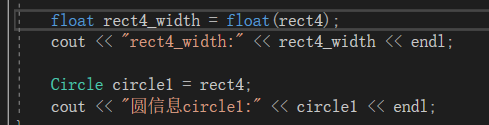 float rect4_width = float(rect4);
cout << "rect4_width:" << rect4_width << endl;
Circle circle1 = rect4;
cout << "圆信息circle1:" << circle1 << endl;